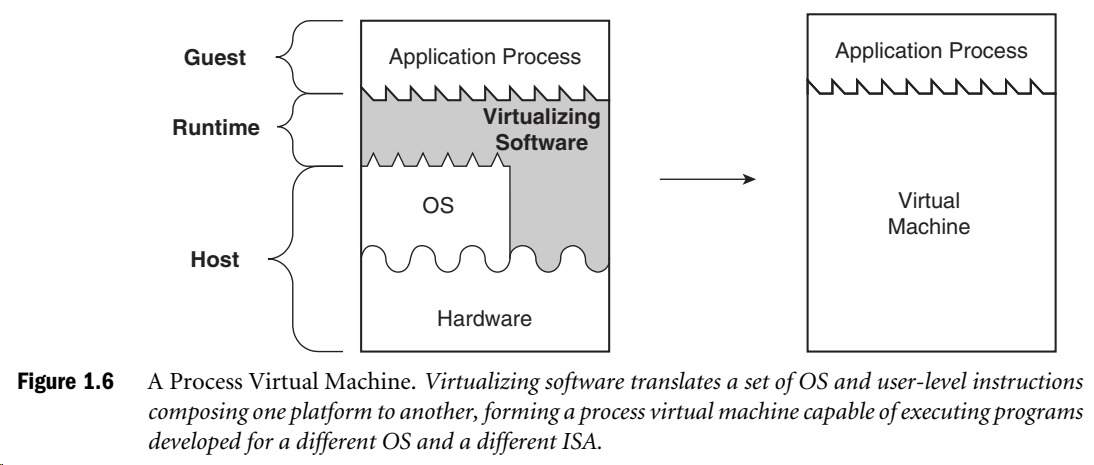 Guest
Runtime
Host
Application Process
Virtualizing
Software
OS
Hardware
Application Process
Virtual
Machine
Figure 1.6 A Process Virtual Machine. Virtualizing software translates a set of OS and user-level instructions
composing one platform to another, forming a process virtual machine capable of executing programs
developed for a different OS and a different ISA.